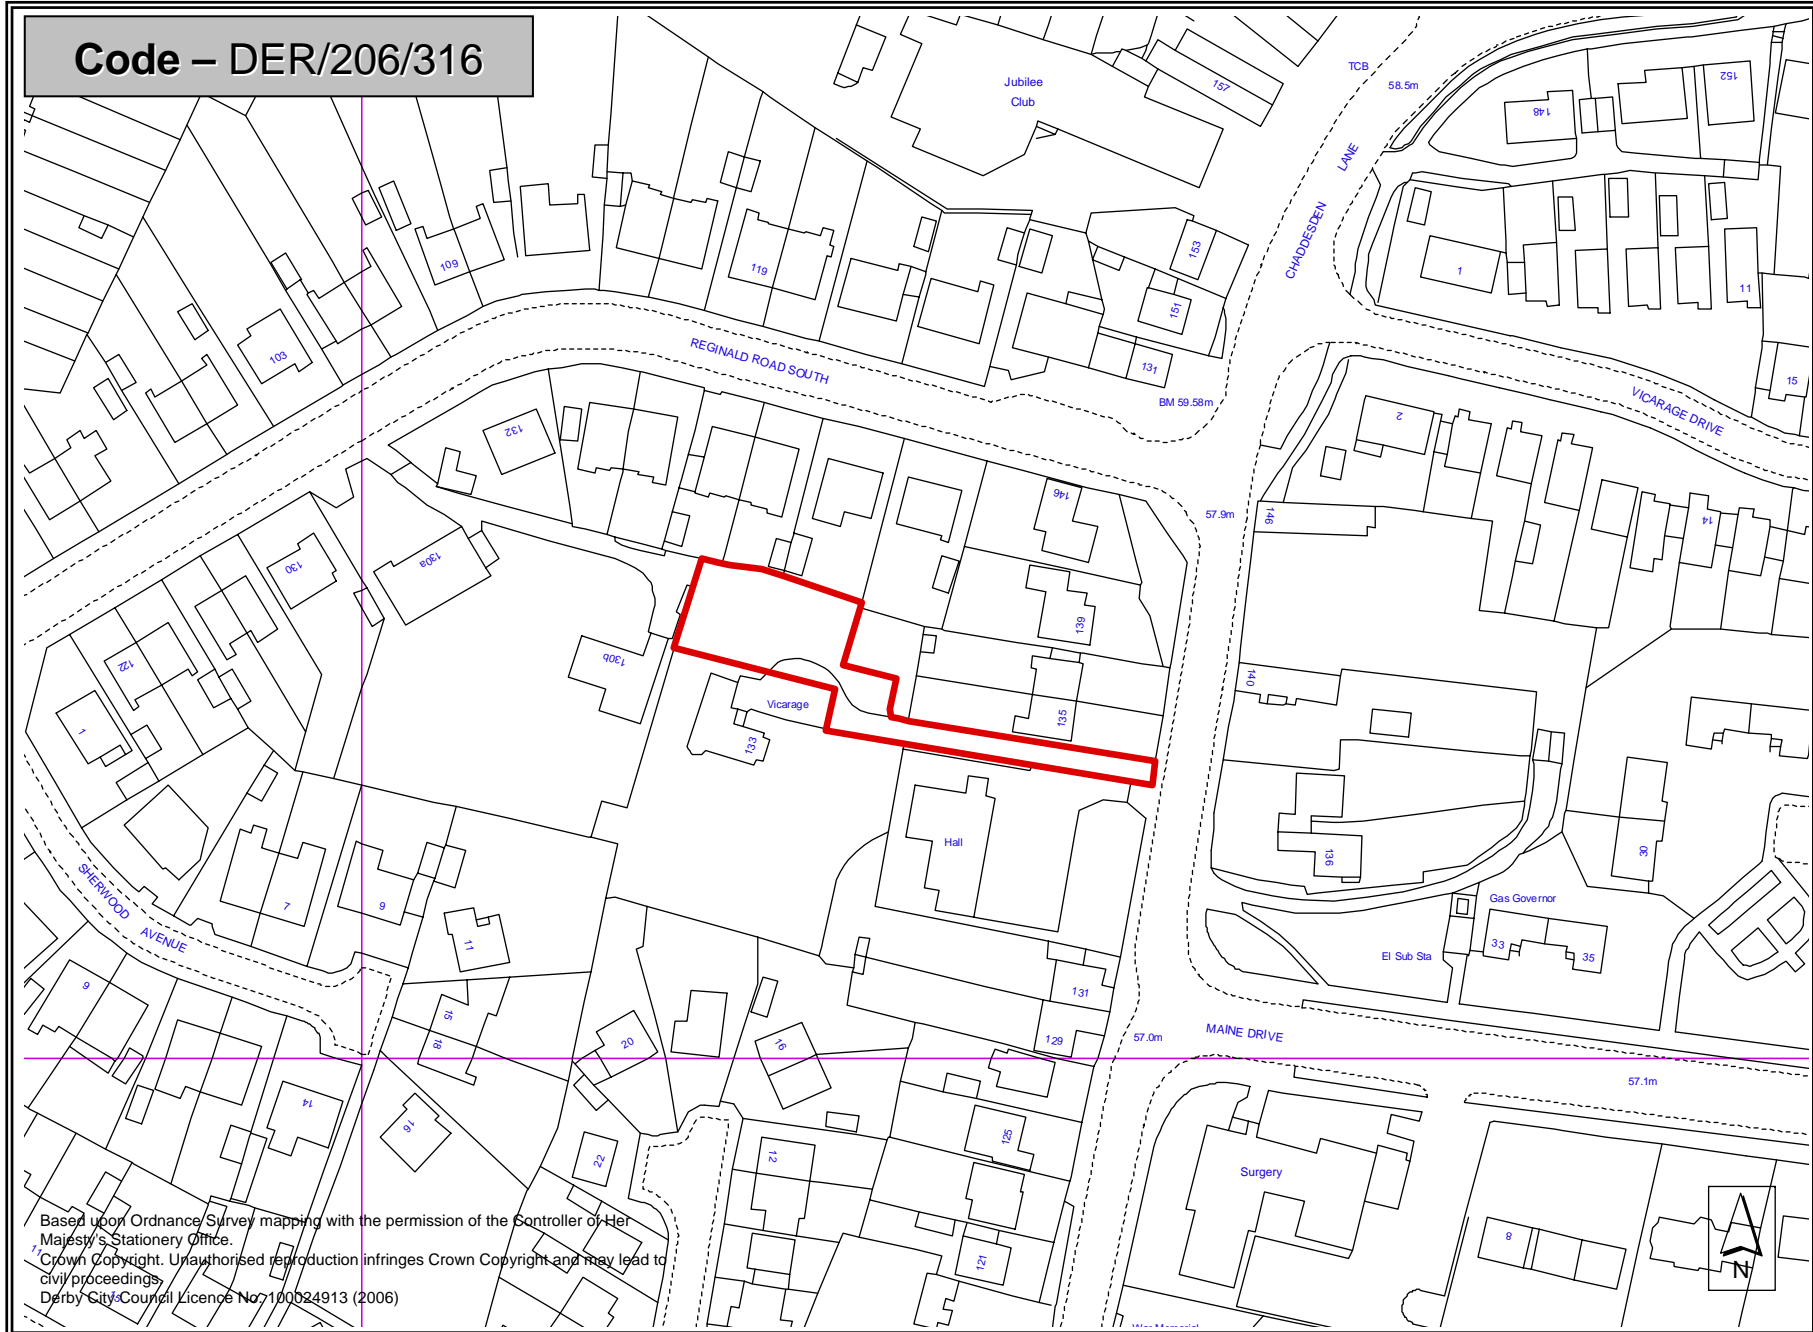 Code – DER/206/316
Jubilee
Club
157
TCB
58.5m
148
152
LANE
CHADDESDEN
153
151
131
1
11
15
109
119
103
REGINALD ROAD SOUTH
BM 59.58m
VICARAGE DRIVE
2
132
146
57.9m
146
14
130
130a
122
1
130b
139
135
Vicarage
133
140
136
30
Hall
7
9
11
SHERWOOD
AVENUE
9
15
18
14
16
20
16
22
12
131
129
57.0m
MAINE DRIVE
57.1m
Gas Governor
El Sub Sta
33
35
125
121
Surgery
8
11
15
War Memorial
N
Based upon Ordnance Survey mapping with the permission of the Controller of Her
Majesty's Stationery Office.
Crown Copyright. Unauthorised reproduction infringes Crown Copyright and may lead to
civil proceedings.
Derby City Council Licence No. 100024913 (2006)